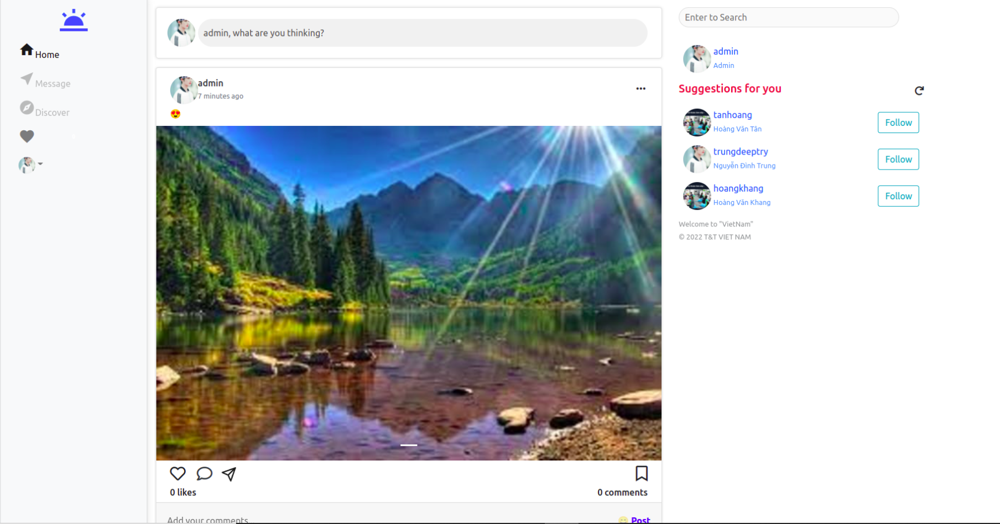 Home
Message
Discover
admin, what are you thinking?
admin
7 minutes ago
0 likes
0 comments
Add your comments
Post
Enter to Search
admin
Admin
Suggestions for you
tanhoang
Hoàng Văn Tân
Follow
trungdeeptry
Nguyễn Đình Trung
Follow
hoangkhang
Hoàng Văn Khang
Follow
Welcome to "VietNam"
© 2022 T&T VIET NAM